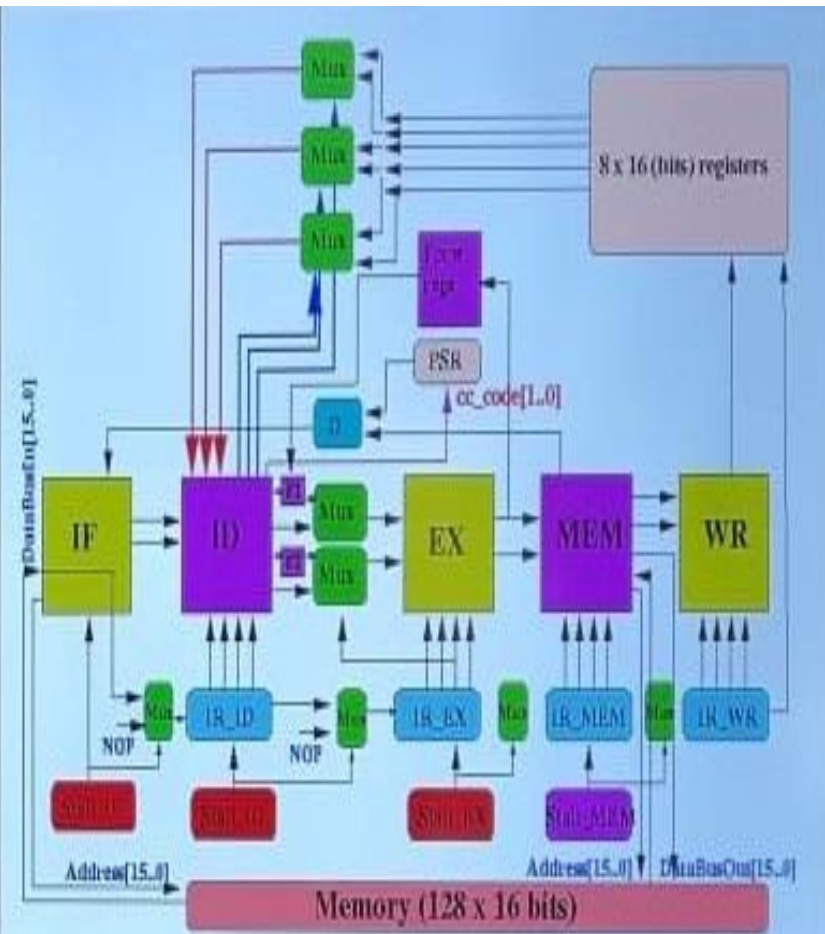 Mux
8 x 16 (bits) registers
Mux
Mux
PSR
cc_code[1..0]
D
DataBusIn[15..0]
IF
ID
Mux
EX
MEM
WR
Mux
Mux
IR_ID
Mux
IR_EX
Mux
IR_MEM
Mux
IR_WR
NOP
NOP
Stall_ID
Stall_EX
Stall_MEM
Address[15..0]
Address[15..0]
DataBusOut[15..0]
Memory (128 x 16 bits)